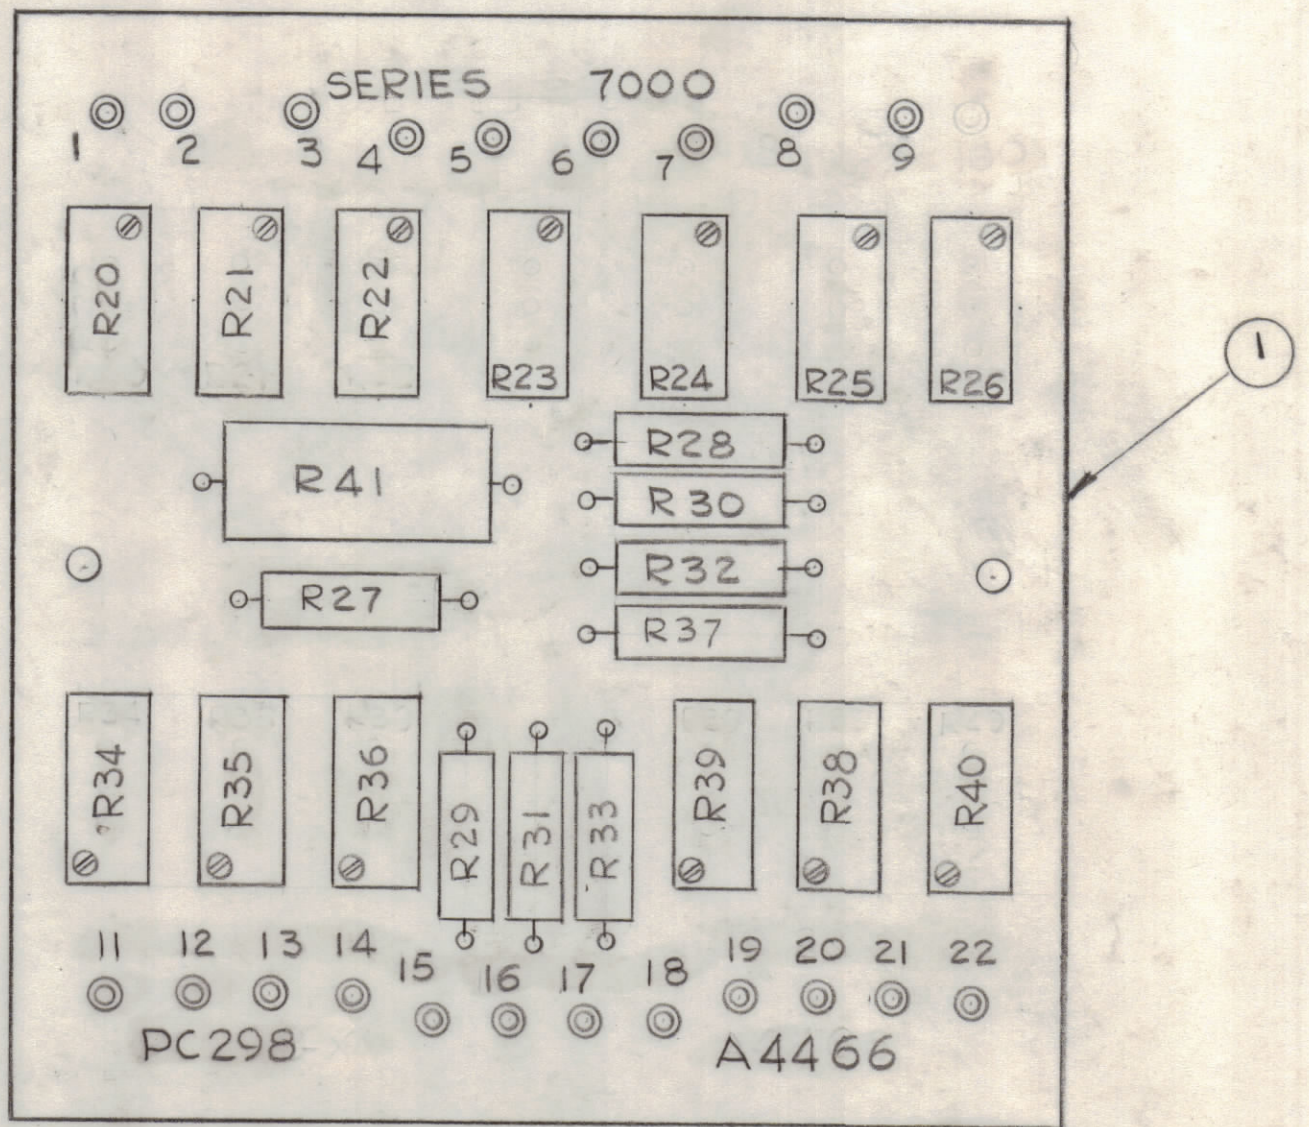 SERIES 7000
1 2 3 4 5 6 7 8 9
R20 R21 R22 R23 R24 R25 R26
R41 R28
R30
R27 R32
R37
R34 R35 R36 R29 R31 R33 R39 R38 R40
11 12 13 14 15 16 17 18 19 20 21 22
PC298 A4466
1